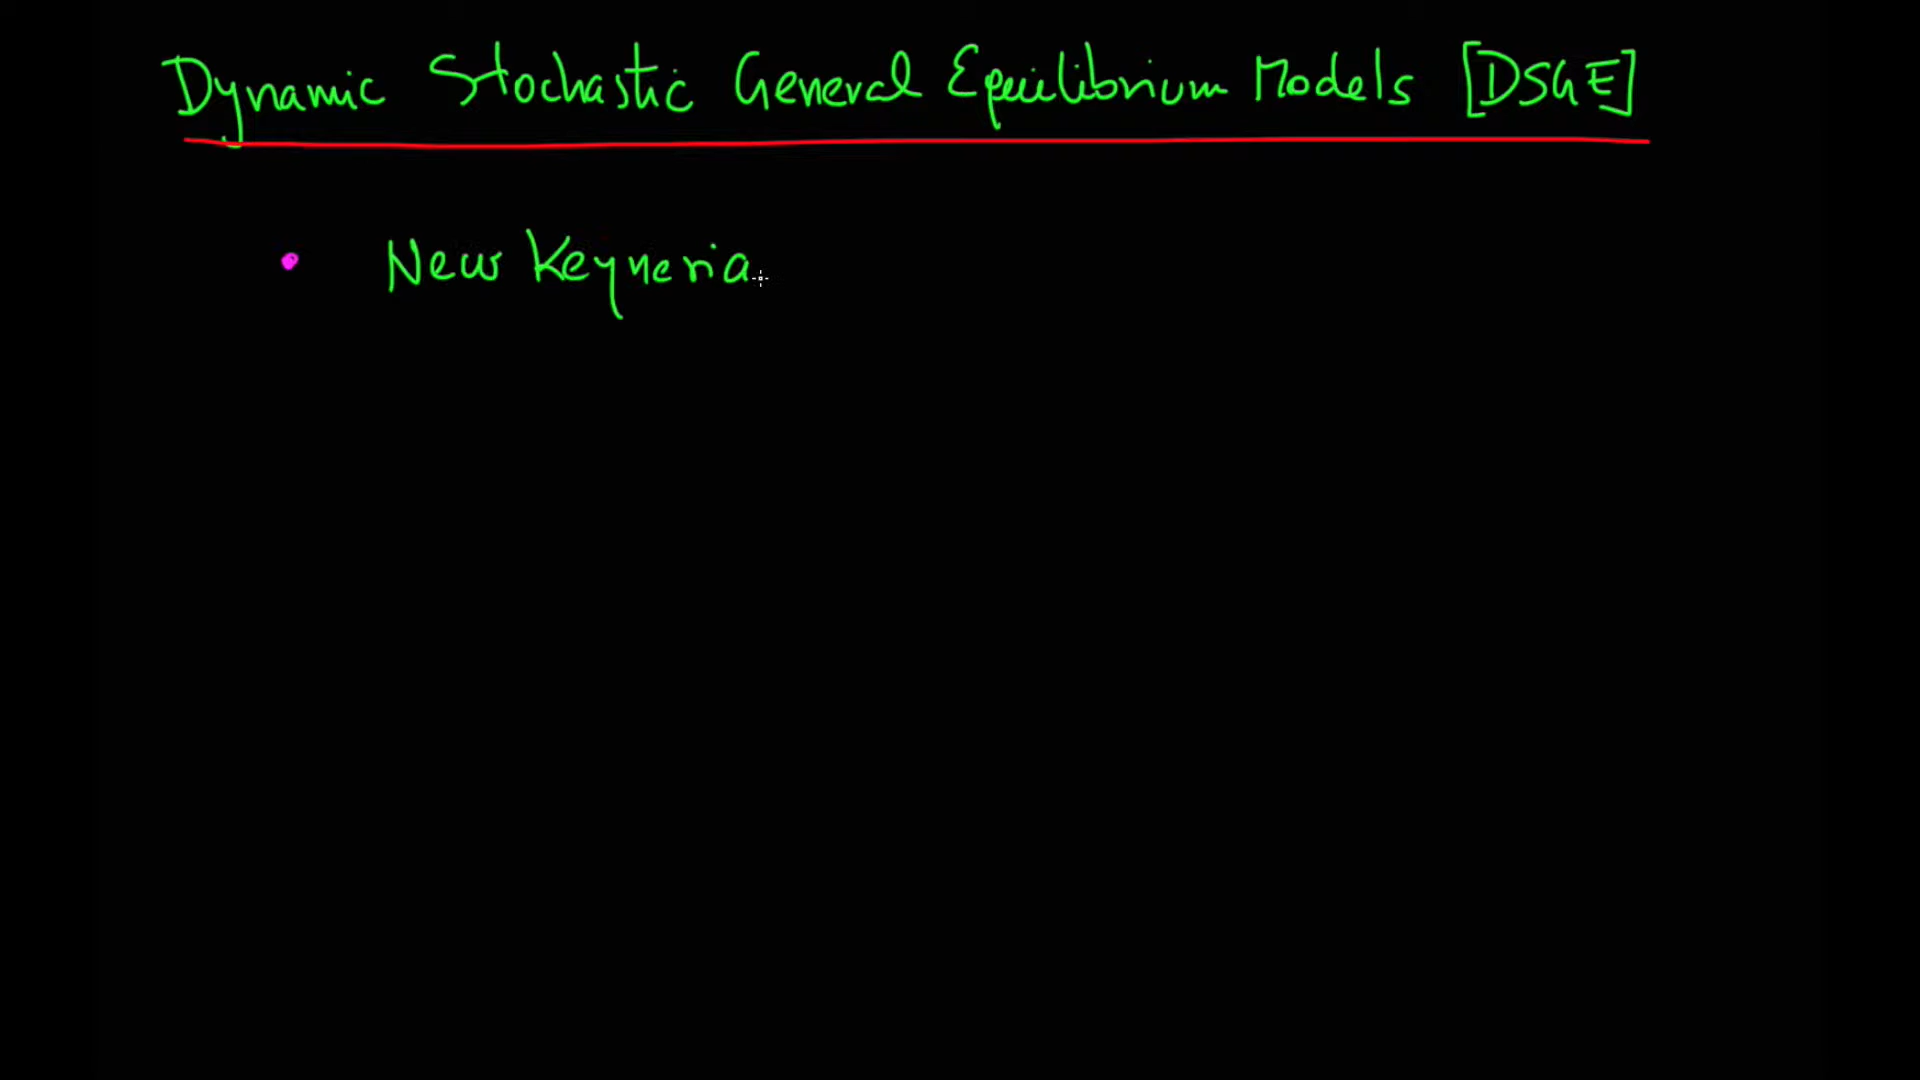 Dynamic Stochastic General Equilibrium Models [DSGE]
• New Keynesia